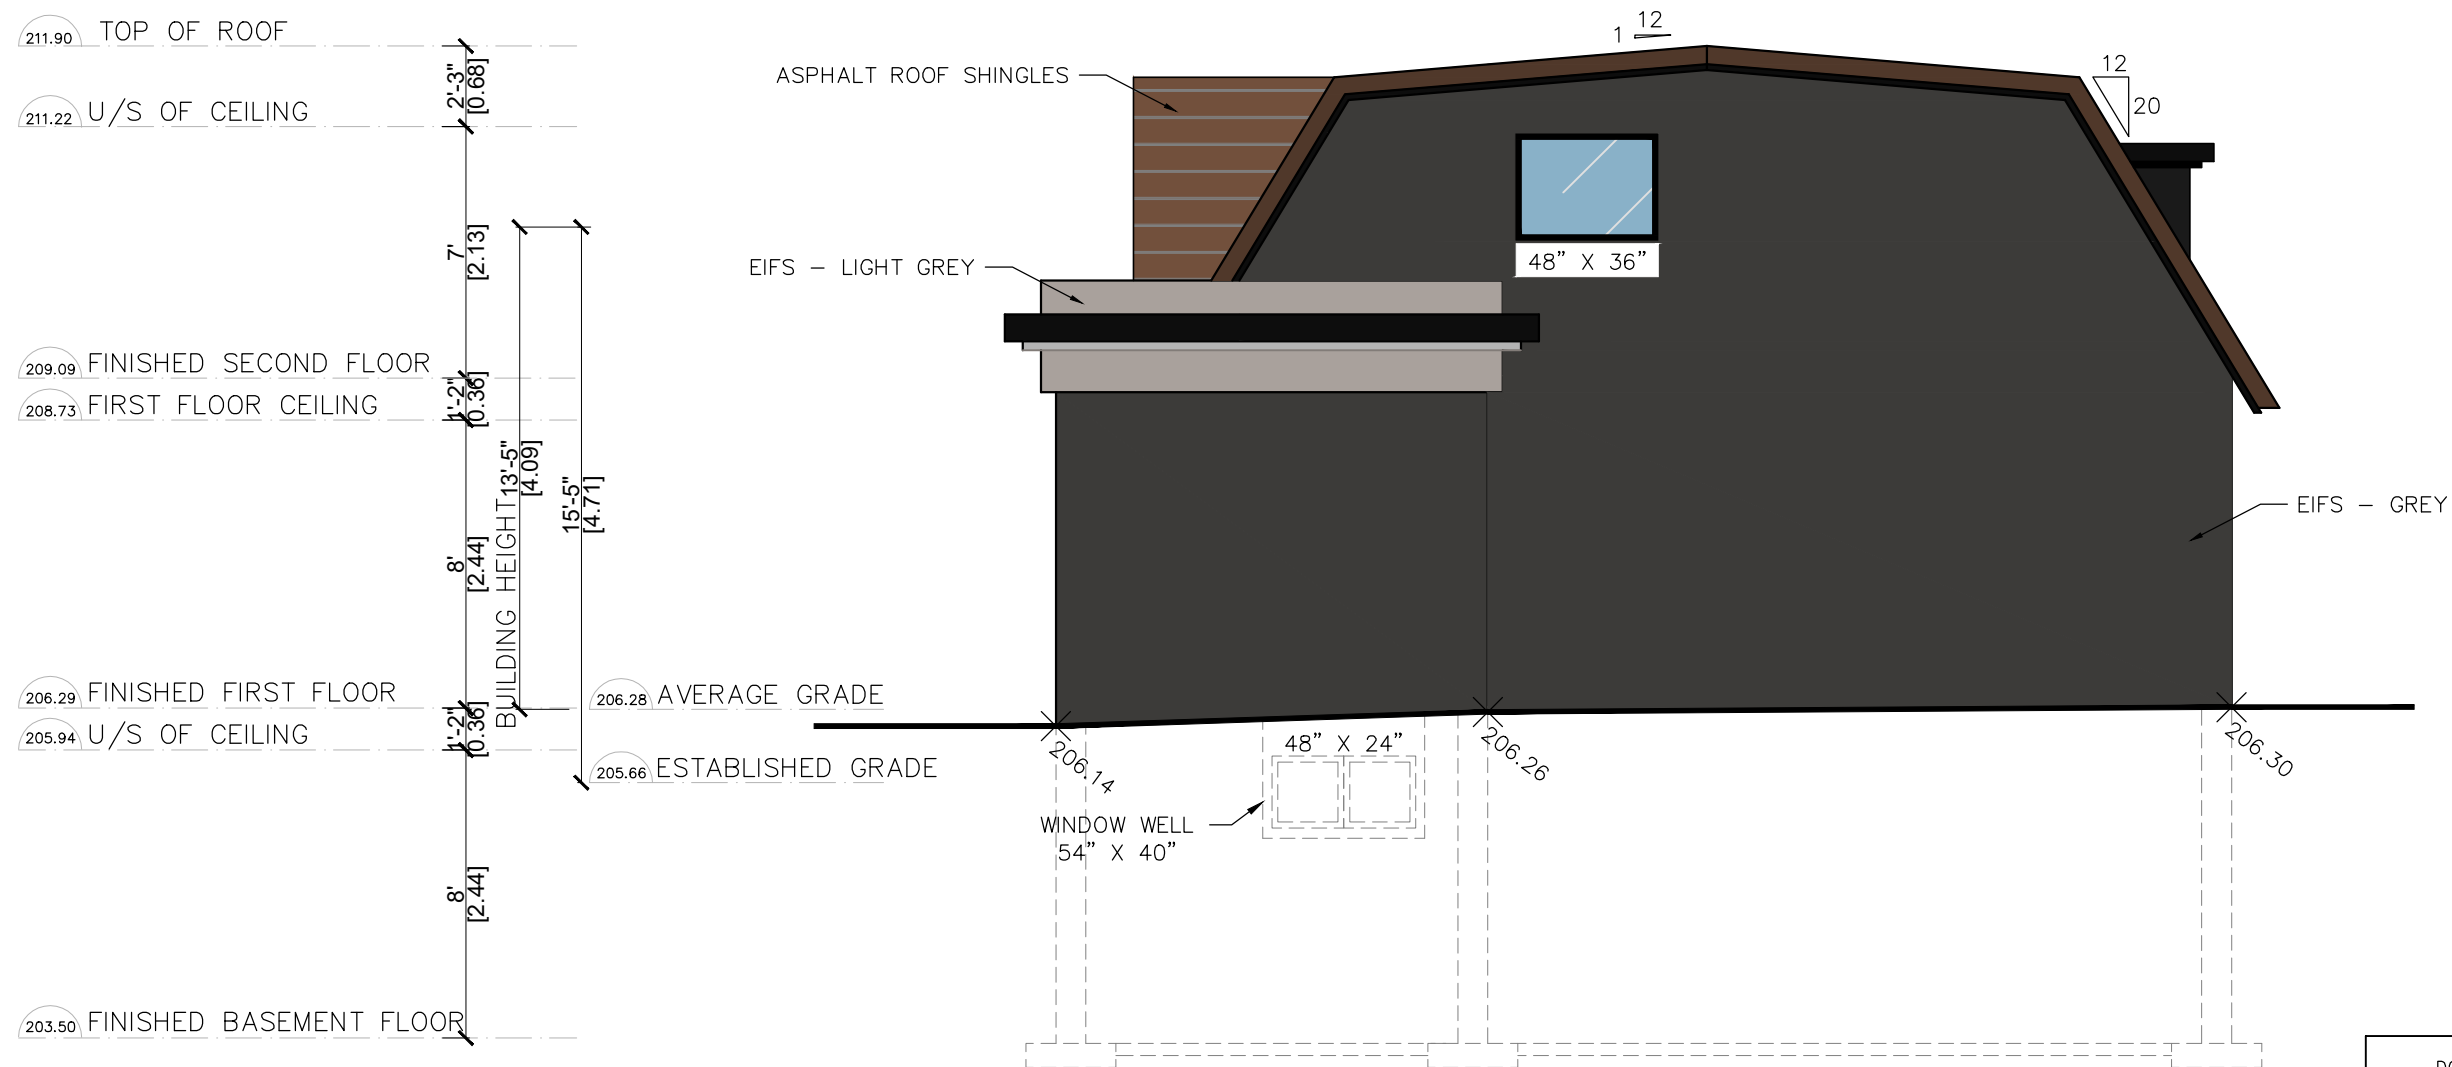 211.90 TOP OF ROOF
2'-3"
[0.68]
211.22 U/S OF CEILING
7'
[2.13]
209.09 FINISHED SECOND FLOOR
1'-2"
[0.36]
208.73 FIRST FLOOR CEILING
8'
[2.44]
206.29 FINISHED FIRST FLOOR
1'-2"
[0.36]
205.94 U/S OF CEILING
8'
[2.44]
203.50 FINISHED BASEMENT FLOOR
BUILDING HEIGHT 13'-5"
[4.09]
15'-5"
[4.71]
206.28 AVERAGE GRADE
205.66 ESTABLISHED GRADE
ASPHALT ROOF SHINGLES
1 12
12
20
EIFS – LIGHT GREY
48" X 36"
EIFS – GREY
206.14
206.26
206.30
48" X 24"
WINDOW WELL
54" X 40"